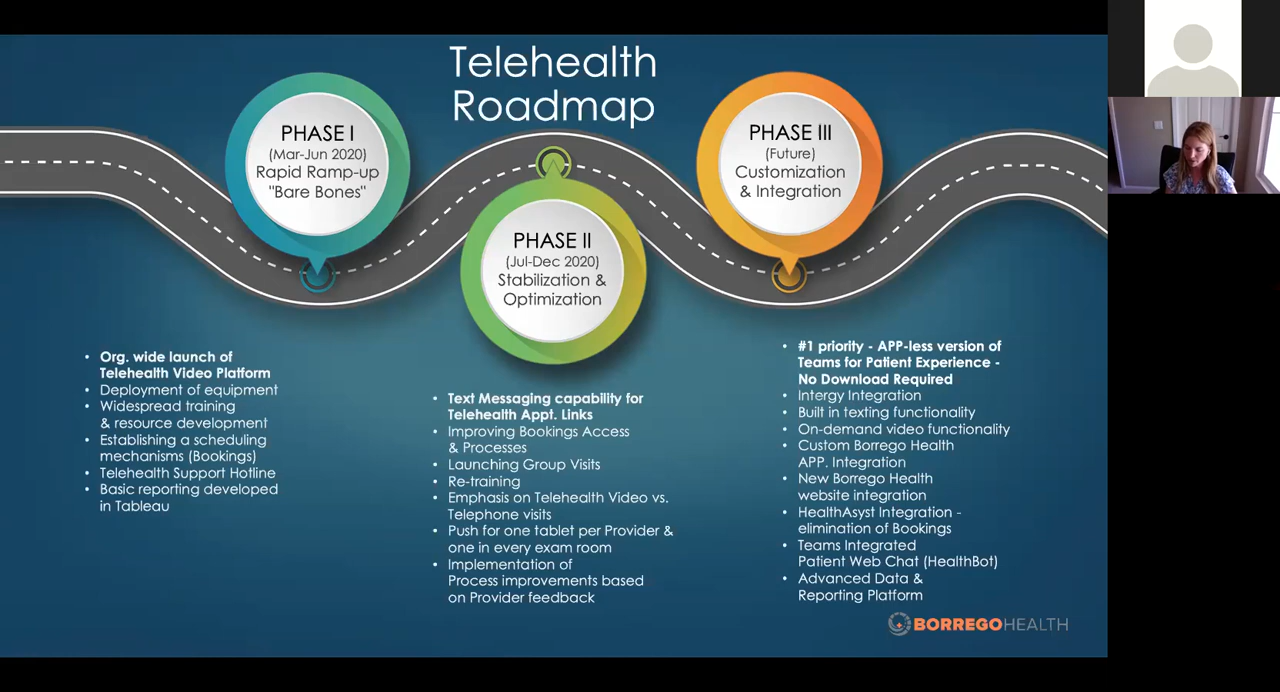 Telehealth
Roadmap
PHASE I
(Mar-Jun 2020)
Rapid Ramp-up
"Bare Bones"
PHASE II
(Jul-Dec 2020)
Stabilization &
Optimization
PHASE III
(Future)
Customization
& Integration
• Org. wide launch of
Telehealth Video Platform
• Deployment of equipment
• Widespread training
& resource development
• Establishing a scheduling
mechanisms (Bookings)
• Telehealth Support Hotline
• Basic reporting developed
in Tableau
• Text Messaging capability for
Telehealth Appt. Links
• Improving Bookings Access
& Processes
• Launching Group Visits
• Re-training
• Emphasis on Telehealth Video vs.
Telephone visits
• Push for one tablet per Provider &
one in every exam room
• Implementation of
Process improvements based
on Provider feedback
• #1 priority - APP-less version of
Teams for Patient Experience -
No Download Required
• Intergy Integration
• Built in texting functionality
• On-demand video functionality
• Custom Borrego Health
APP. Integration
• New Borrego Health
website integration
• HealthAsyst Integration -
elimination of Bookings
• Teams Integrated
Patient Web Chat (HealthBot)
• Advanced Data &
Reporting Platform
BORREGOHEALTH